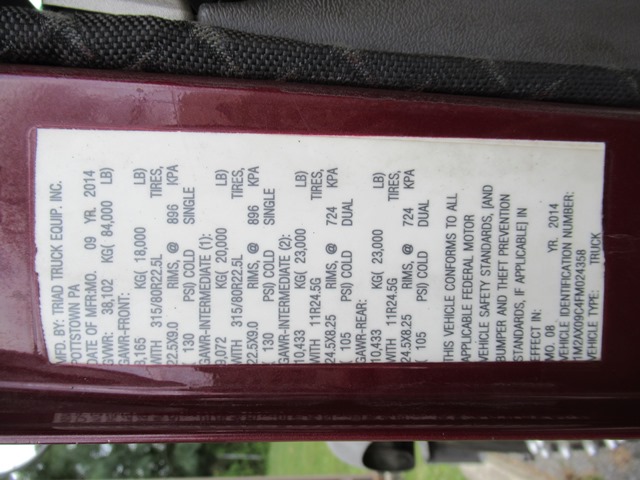 MFD. BY: TRIAD TRUCK EQUIP. INC.
POTTSTOWN PA
DATE OF MFR:MO. 09 YR. 2014
GVWR: 38,102 KG( 84,000 LB)
GAWR-FRONT:
8,165 KG( 18,000 LB)
WITH 315/80R22.5L TIRES,
22.5X9.0 RIMS, @ 896 KPA
( 130 PSI) COLD SINGLE
GAWR-INTERMEDIATE (1):
9,072 KG( 20,000 LB)
WITH 315/80R22.5L TIRES,
22.5X9.0 RIMS, @ 896 KPA
( 130 PSI) COLD SINGLE
GAWR-INTERMEDIATE (2):
10,433 KG( 23,000 LB)
WITH 11R24.5G TIRES,
24.5X8.25 RIMS, @ 724 KPA
( 105 PSI) COLD DUAL
GAWR-REAR:
10,433 KG( 23,000 LB)
WITH 11R24.5G TIRES,
24.5X8.25 RIMS, @ 724 KPA
( 105 PSI) COLD DUAL
THIS VEHICLE CONFORMS TO ALL
APPLICABLE FEDERAL MOTOR
VEHICLE SAFETY STANDARDS, [AND
BUMPER AND THEFT PREVENTION
STANDARDS, IF APPLICABLE] IN
EFFECT IN:
MO. 08 YR. 2014
VEHICLE IDENTIFICATION NUMBER:
1M2AX09C4FM024358
VEHICLE TYPE: TRUCK